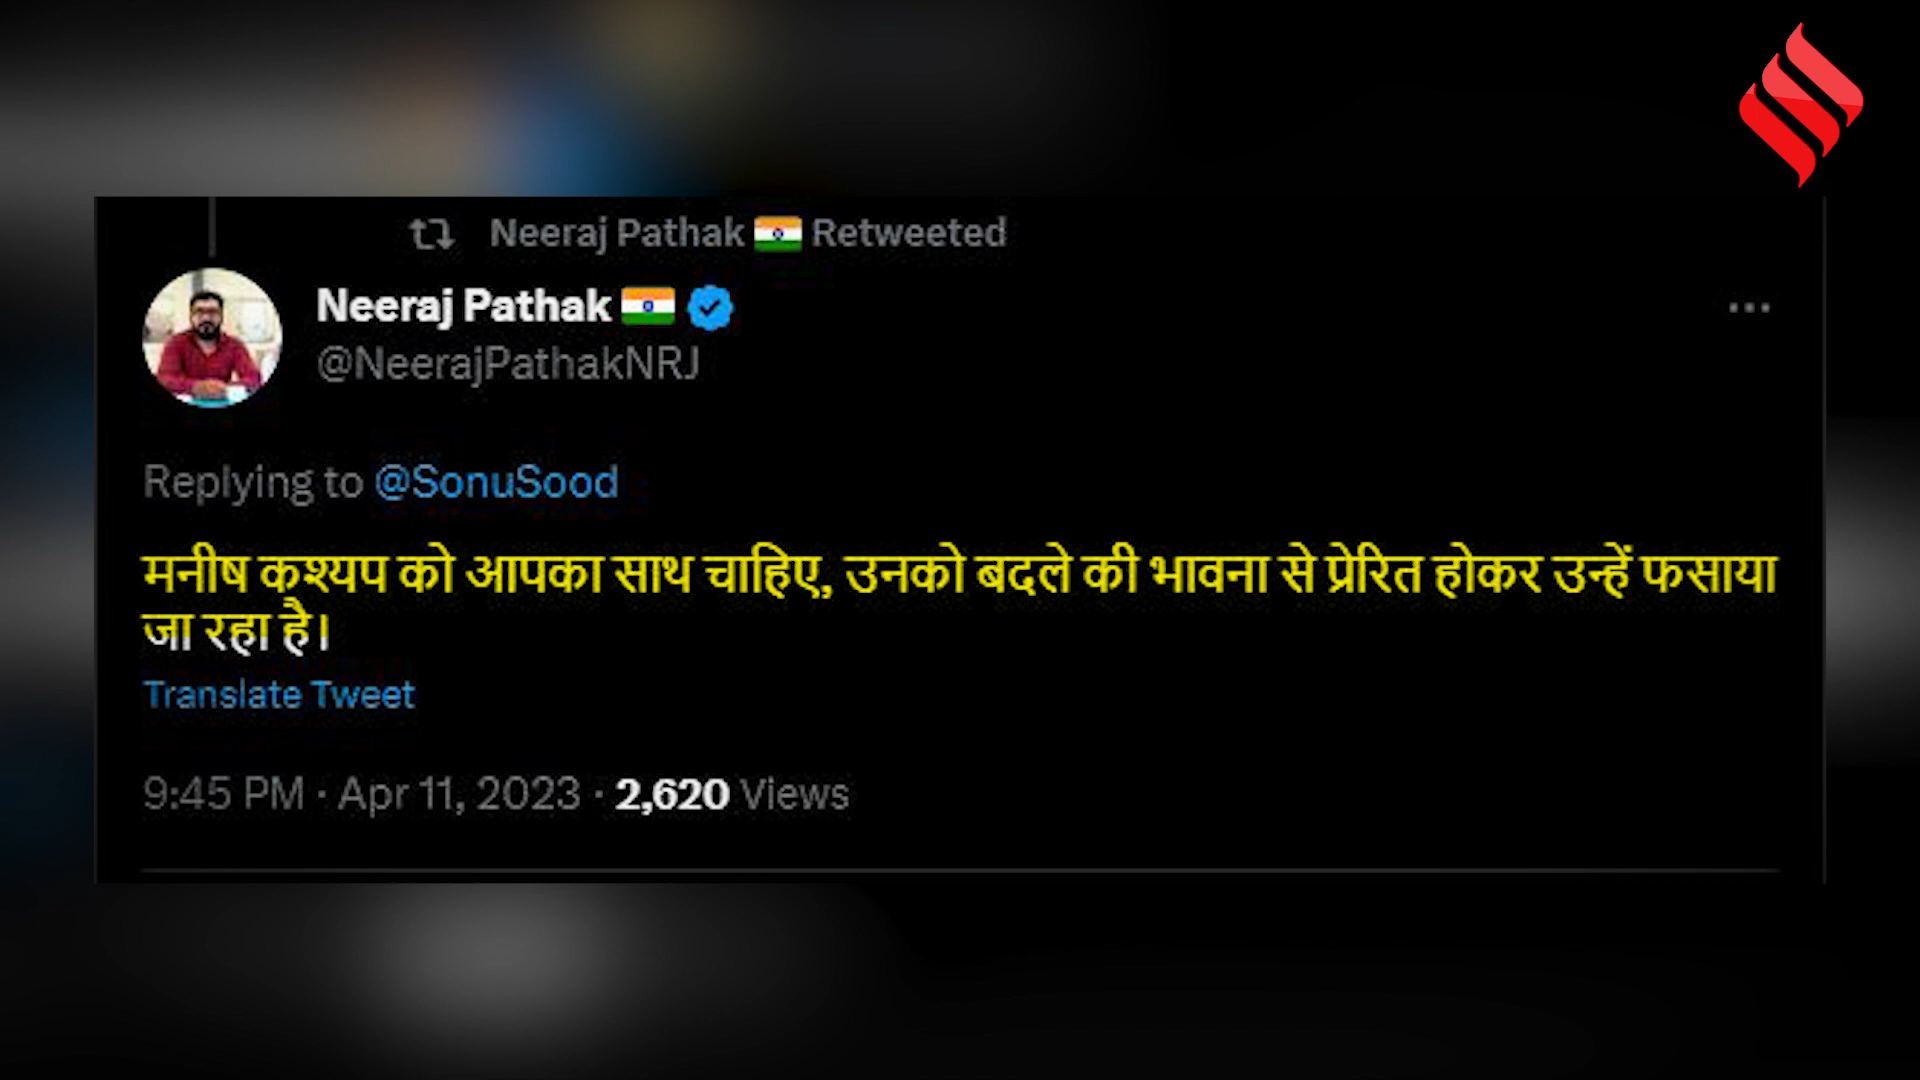 Neeraj Pathak Retweeted
Neeraj Pathak
@NeerajPathakNRJ
Replying to @SonuSood
मनीष कश्यप को आपका साथ चाहिए, उनको बदले की भावना से प्रेरित होकर उन्हें फसाया
जा रहा है।
Translate Tweet
9:45 PM · Apr 11, 2023 · 2,620 Views